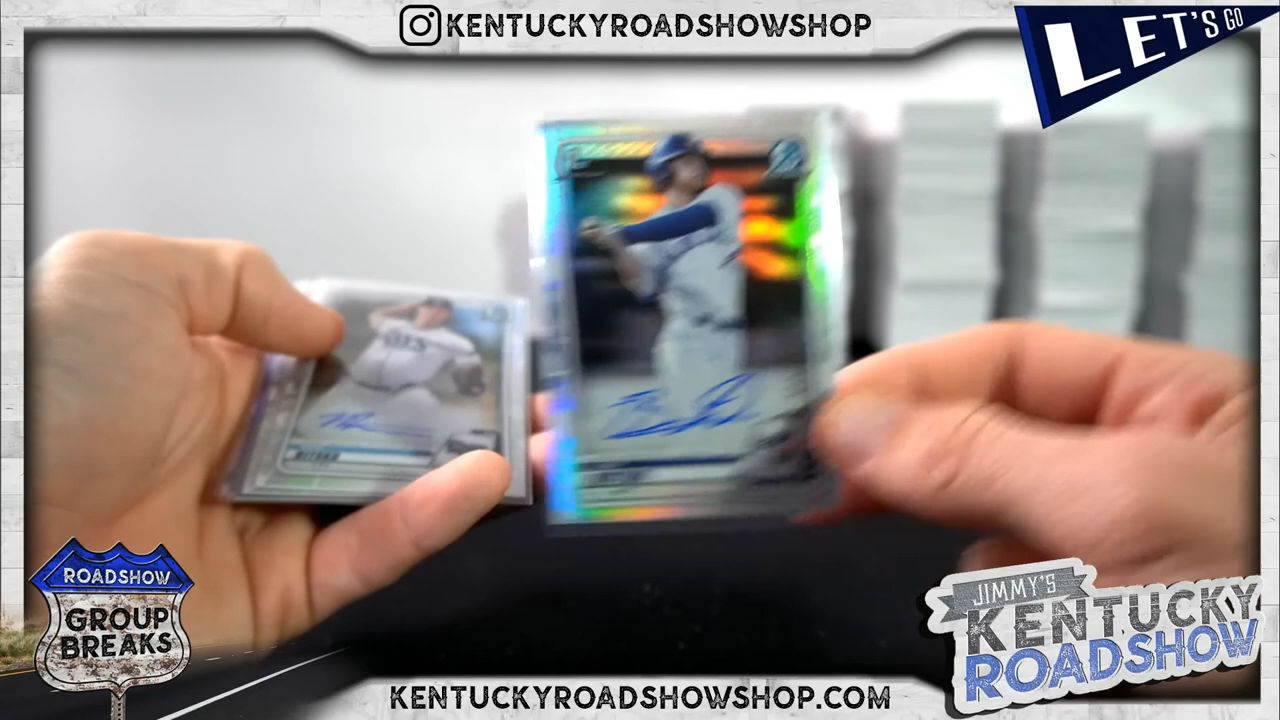 KENTUCKYROADSHOWSHOP
LET'S GO
ROADSHOW
GROUP
BREAKS
JIMMY'S
KENTUCKY
ROADSHOW
KENTUCKYROADSHOWSHOP.COM